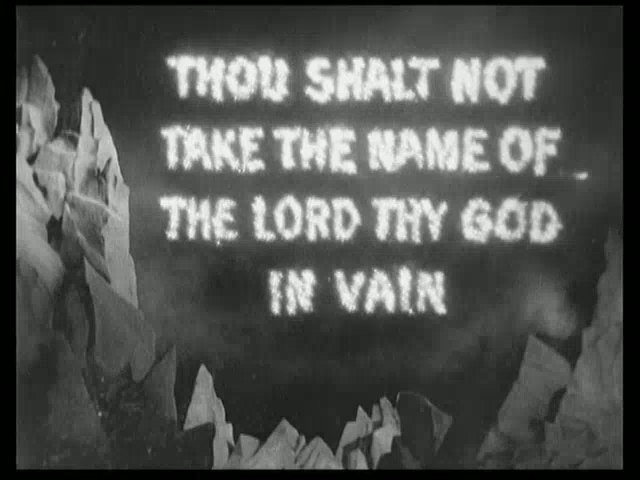 THOU SHALT NOT
TAKE THE NAME OF
THE LORD THY GOD
IN VAIN